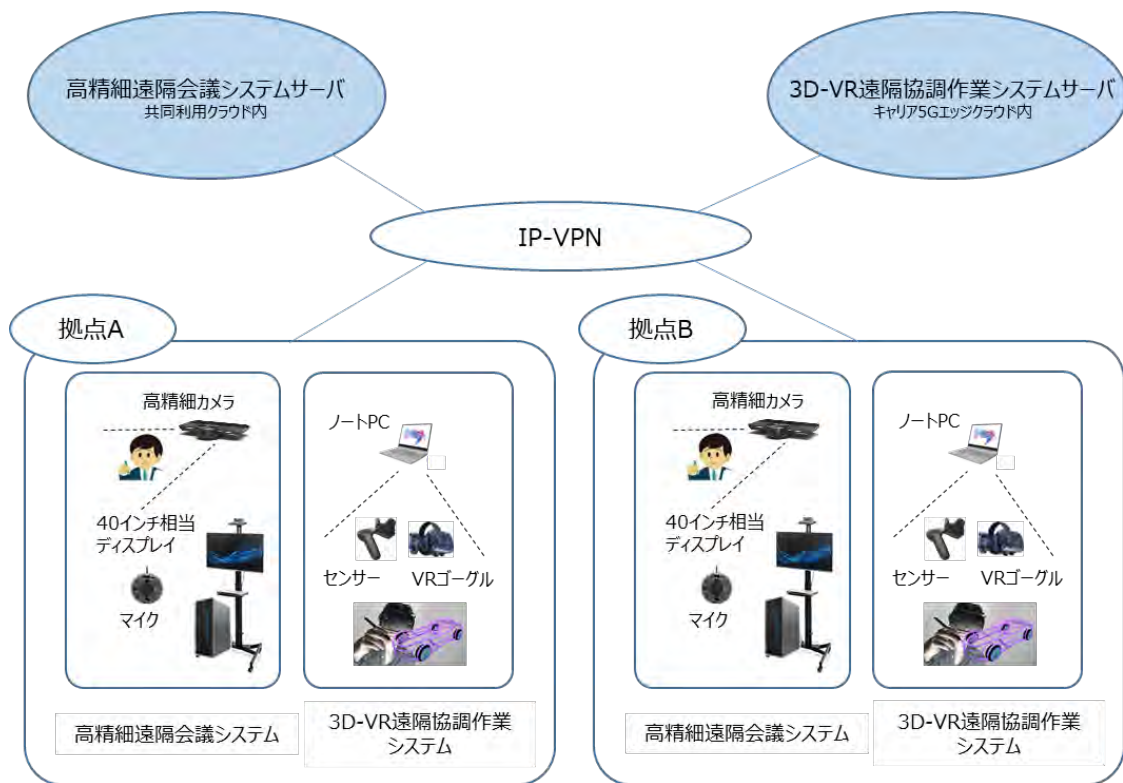 高精細遠隔会議システムサーバ
共同利用クラウド内
3D-VR遠隔協調作業システムサーバ
キャリア5Gエッジクラウド内
IP-VPN
拠点A
高精細カメラ
40インチ相当
ディスプレイ
マイク
ノートPC
センサー
VRゴーグル
高精細遠隔会議システム
3D-VR遠隔協調作業
システム
拠点B
高精細カメラ
40インチ相当
ディスプレイ
マイク
ノートPC
センサー
VRゴーグル
高精細遠隔会議システム
3D-VR遠隔協調作業
システム